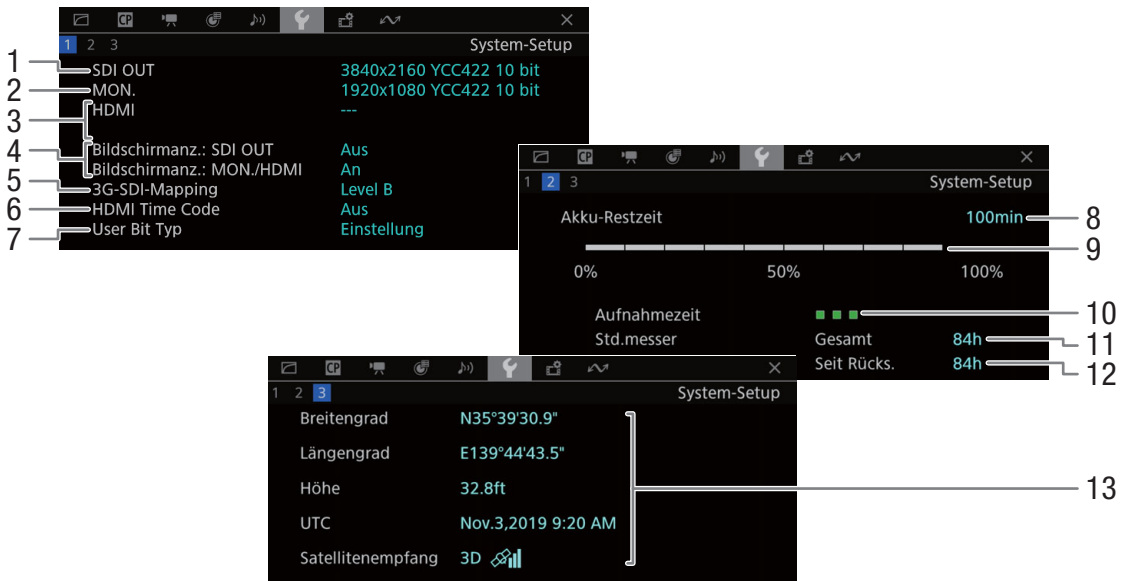 CP
1 2 3 System-Setup
1 SDI OUT 3840x2160 YCC422 10 bit
2 MON. 1920x1080 YCC422 10 bit
3 HDMI ---
4 Bildschirmanz.: SDI OUT Aus
Bildschirmanz.: MON./HDMI An
5 3G-SDI-Mapping Level B
6 HDMI Time Code Aus
7 User Bit Typ Einstellung
CP
1 2 3 System-Setup
Akku-Restzeit 100min 8
9
0% 50% 100%
Aufnahmezeit 10
Std.messer Gesamt 84h 11
Seit Rücks. 84h 12
CP
1 2 3 System-Setup
Breitengrad N35°39'30.9"
Längengrad E139°44'43.5"
Höhe 32.8ft 13
UTC Nov.3,2019 9:20 AM
Satellitenempfang 3D